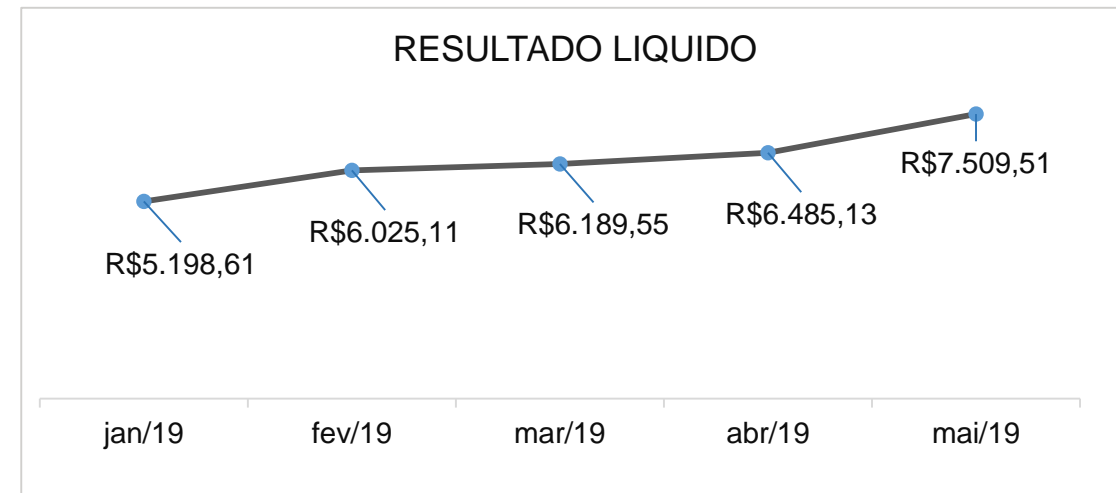 RESULTADO LIQUIDO
R$7.509,51
R$6.485,13
R$6.189,55
R$6.025,11
R$5.198,61
jan/19 fev/19 mar/19 abr/19 mai/19